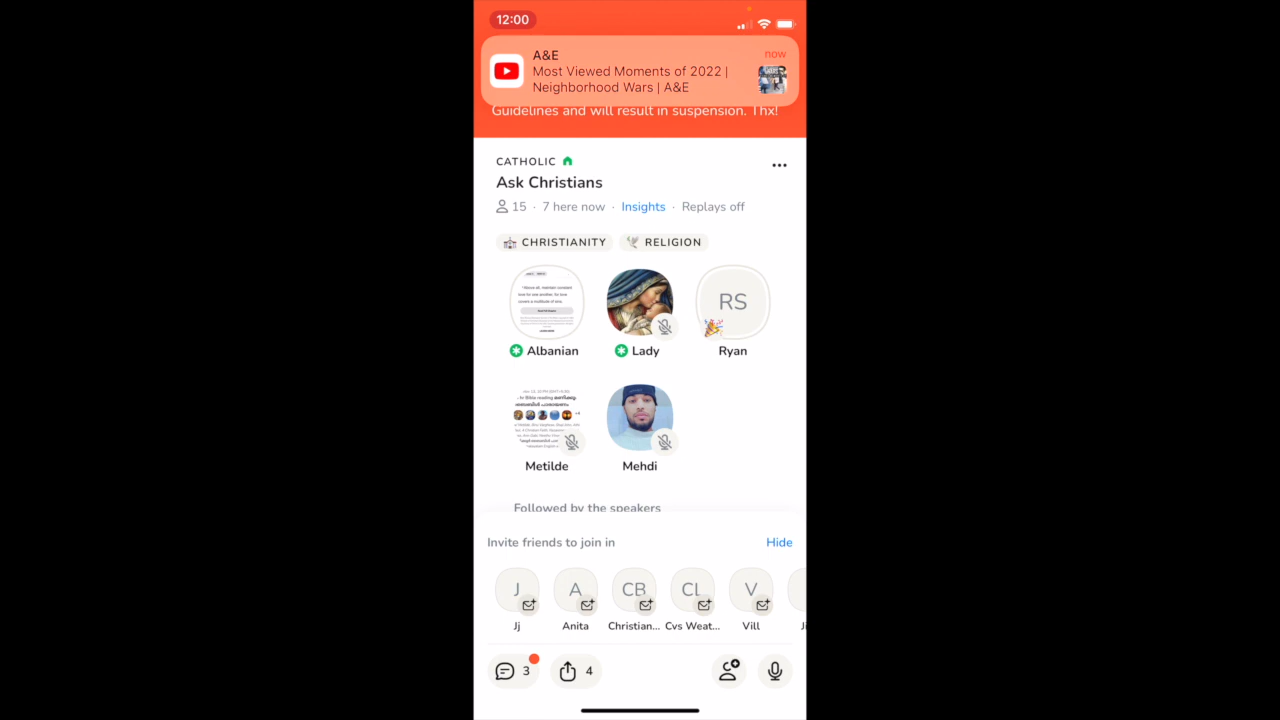 12:00
A&E
now
Most Viewed Moments of 2022 |
Neighborhood Wars | A&E
Guidelines and will result in suspension. Thx!
CATHOLIC
Ask Christians
15 · 7 here now · Insights · Replays off
CHRISTIANITY
RELIGION
RS
Albanian
Lady
Ryan
Metilde
Mehdi
Followed by the speakers
Invite friends to join in
Hide
J
A
CB
CL
V
Jj
Anita
Christian...
Cvs Weat...
Vill
3
4